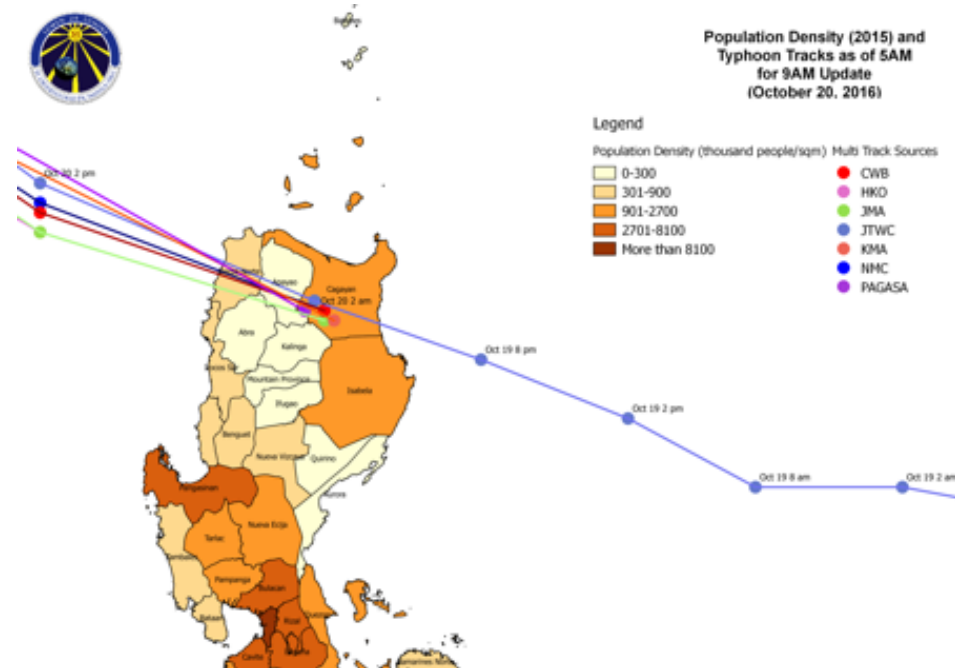 Population Density (2015) and
Typhoon Tracks as of 5AM
for 9AM Update
(October 20, 2016)
Legend
Population Density (thousand people/sqm)
0-300
301-900
901-2700
2701-8100
More than 8100
Multi Track Sources
CWB
HKO
JMA
JTWC
KMA
NMC
PAGASA
Oct 20 2 pm
Apayao
Cagayan
Oct 20 2 am
Abra
Kalinga
Oct 19 8 pm
Mountain Province
Isabela
Ifugao
Oct 19 2 pm
Benguet
Nueva Vizcaya
Quirino
Oct 19 8 am
Oct 19 2 am
Aurora
Pangasinan
Nueva Ecija
Tarlac
Pampanga
Bulacan
Bataan
Rizal
Cavite